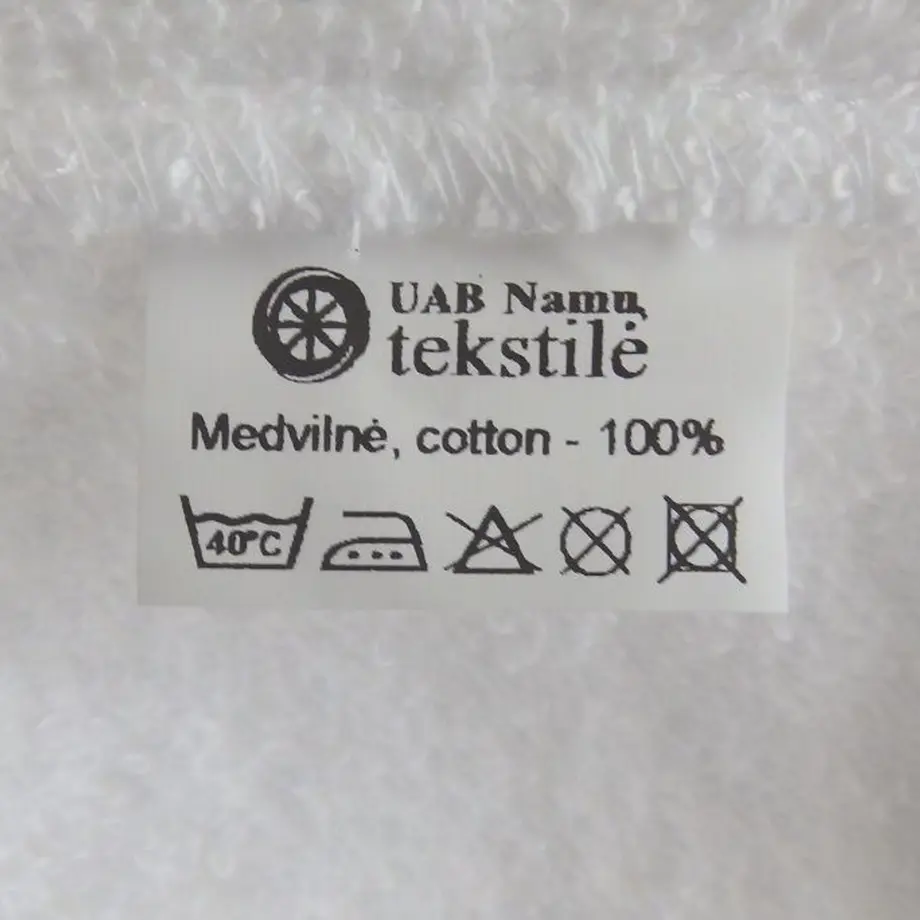 UAB Namų
tekstilė
Medvilnė, cotton - 100%
40°C